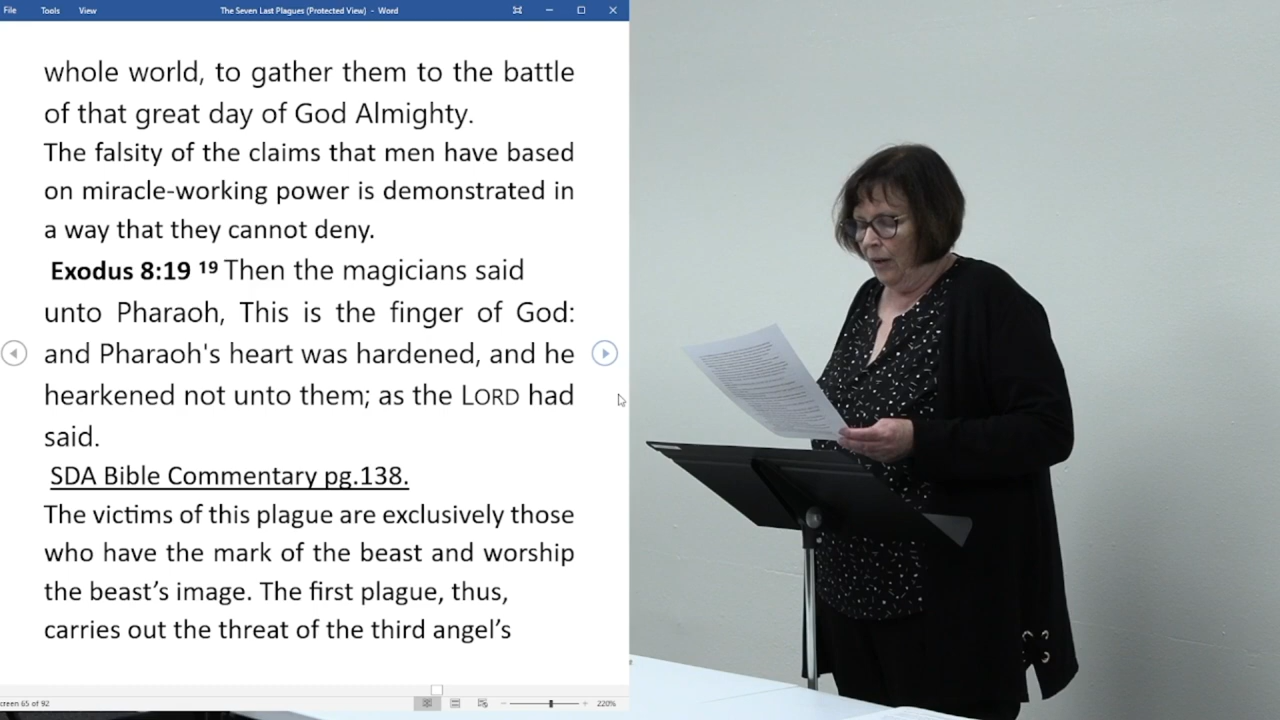 File Tools View The Seven Last Plagues (Protected View) - Word
whole world, to gather them to the battle
of that great day of God Almighty.
The falsity of the claims that men have based
on miracle-working power is demonstrated in
a way that they cannot deny.
Exodus 8:19 ¹⁹ Then the magicians said
unto Pharaoh, This is the finger of God:
and Pharaoh's heart was hardened, and he
hearkened not unto them; as the LORD had
said.
SDA Bible Commentary pg.138.
The victims of this plague are exclusively those
who have the mark of the beast and worship
the beast’s image. The first plague, thus,
carries out the threat of the third angel’s
creen 65 of 92 220%